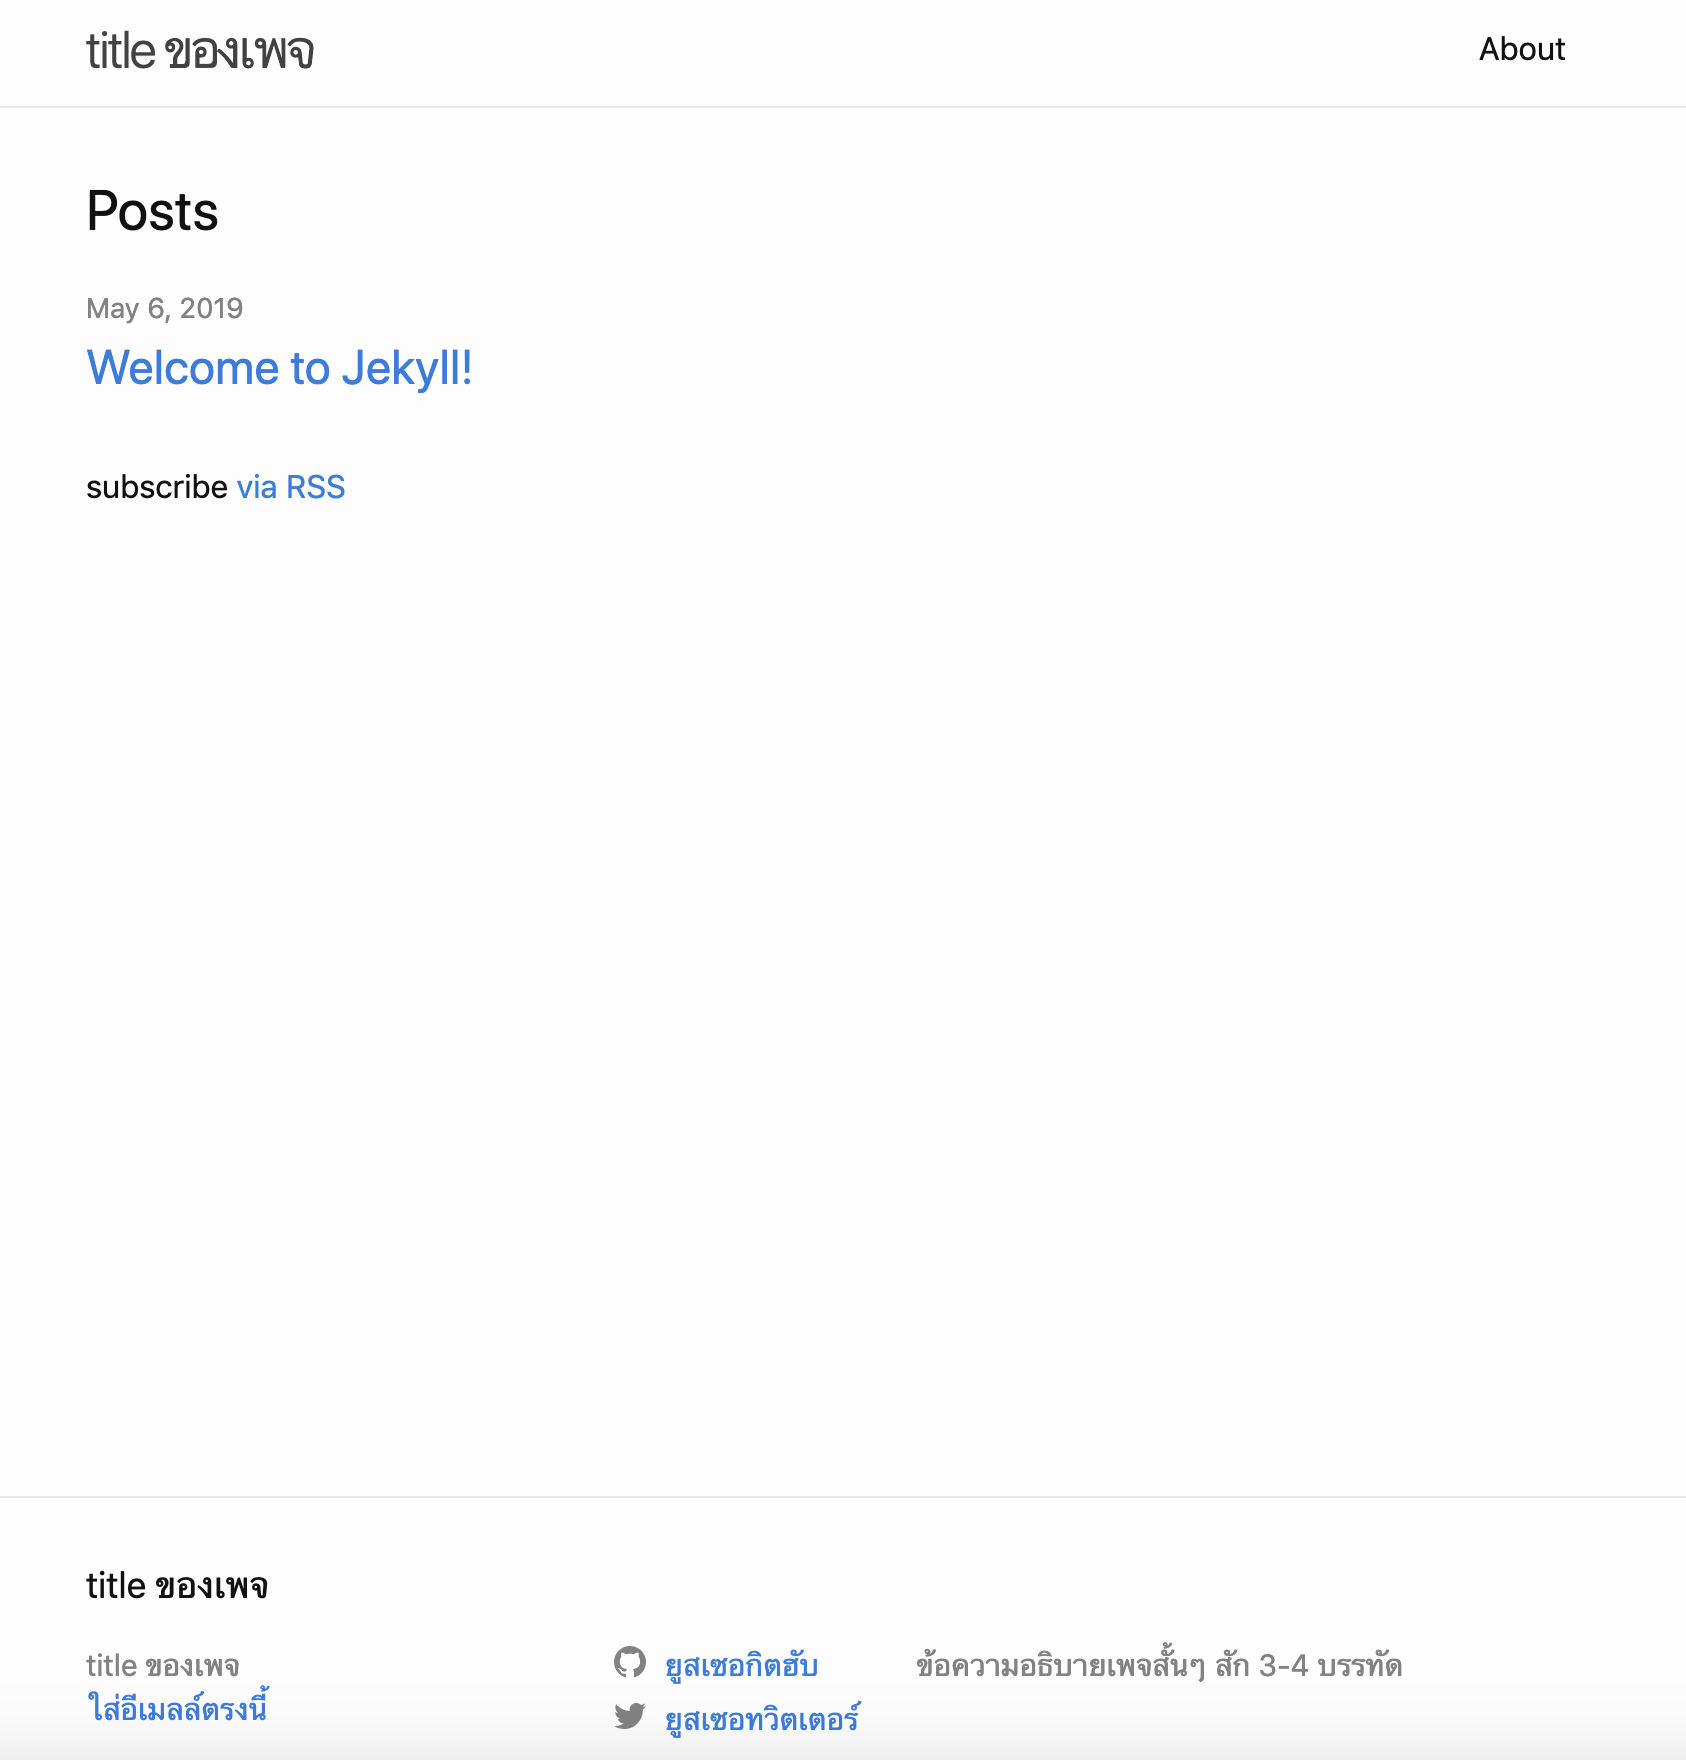 title ของเพจ
About
Posts
May 6, 2019
Welcome to Jekyll!
subscribe via RSS
title ของเพจ
title ของเพจ
ใส่อีเมลล์ตรงนี้
ยูสเซอกิตฮับ
ยูสเซอทวิตเตอร์
ข้อความอธิบายเพจสั้นๆ สัก 3-4 บรรทัด